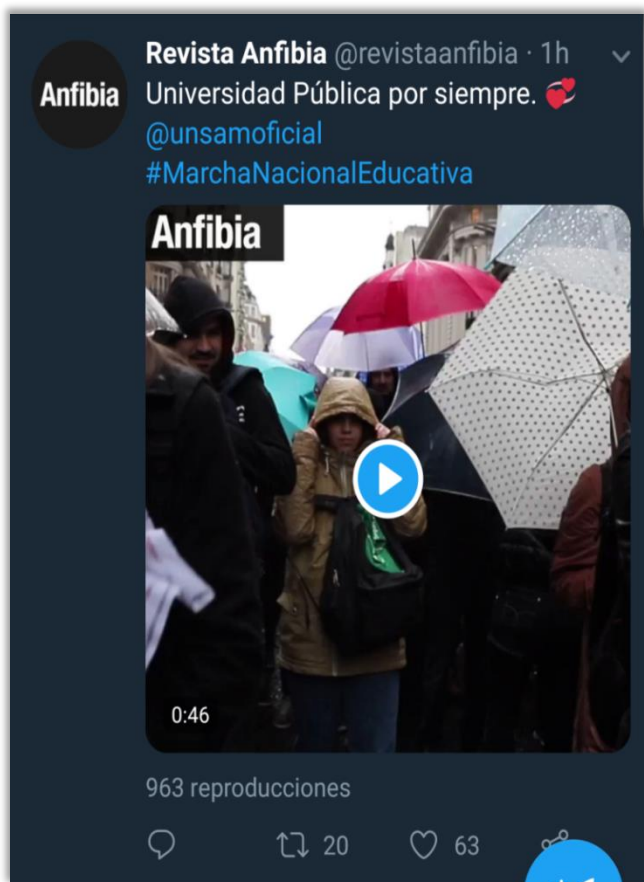 Anfibia
Revista Anfibia @revistaanfibia · 1h
Universidad Pública por siempre. 💞
@unsamoficial
#MarchaNacionalEducativa
Anfibia
0:46
963 reproducciones
20 63